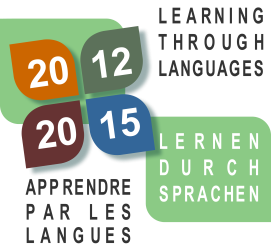 LEARNING
THROUGH
LANGUAGES
20 12
20 15
LERNEN
DURCH
SPRACHEN
APPRENDRE
PAR LES
LANGUES